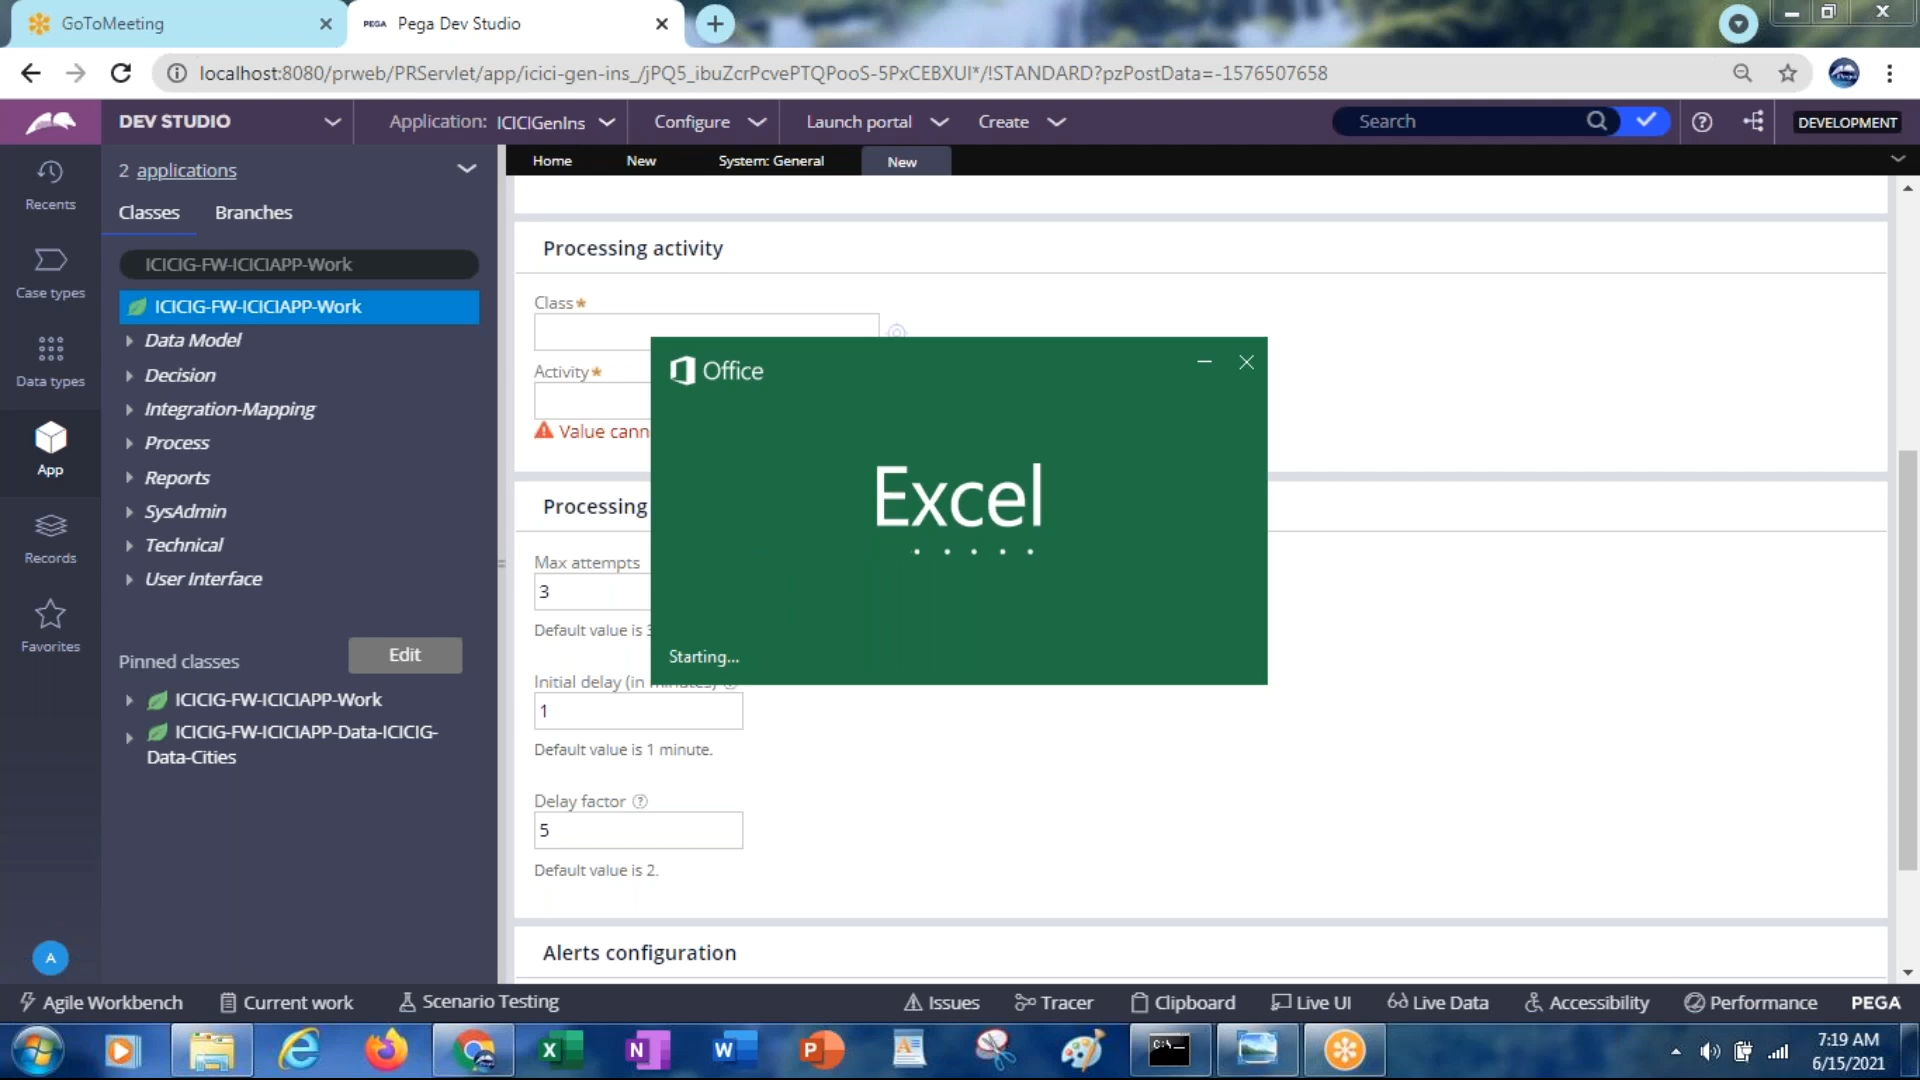 GoToMeeting
PEGA Pega Dev Studio
localhost:8080/prweb/PRServlet/app/icici-gen-ins_/jPQ5_ibuZcrPcvePTQPooS-5PxCEBXUI*/!STANDARD?pzPostData=-1576507658
DEV STUDIO
Application: ICICIGenIns
Configure
Launch portal
Create
Search
DEVELOPMENT
Home
New
System: General
New
Recents
Case types
Data types
App
Records
Favorites
A
2 applications
Classes
Branches
ICICIG-FW-ICICIAPP-Work
ICICIG-FW-ICICIAPP-Work
Data Model
Decision
Integration-Mapping
Process
Reports
SysAdmin
Technical
User Interface
Pinned classes
Edit
ICICIG-FW-ICICIAPP-Work
ICICIG-FW-ICICIAPP-Data-ICICIG-
Data-Cities
Processing activity
Class*
Activity*
Value cann
Processing
Max attempts
3
Default value is 3
Initial delay (in minutes)
1
Default value is 1 minute.
Delay factor
5
Default value is 2.
Alerts configuration
Office
Excel
Starting...
Agile Workbench
Current work
Scenario Testing
Issues
Tracer
Clipboard
Live UI
Live Data
Accessibility
Performance
PEGA
7:19 AM
6/15/2021